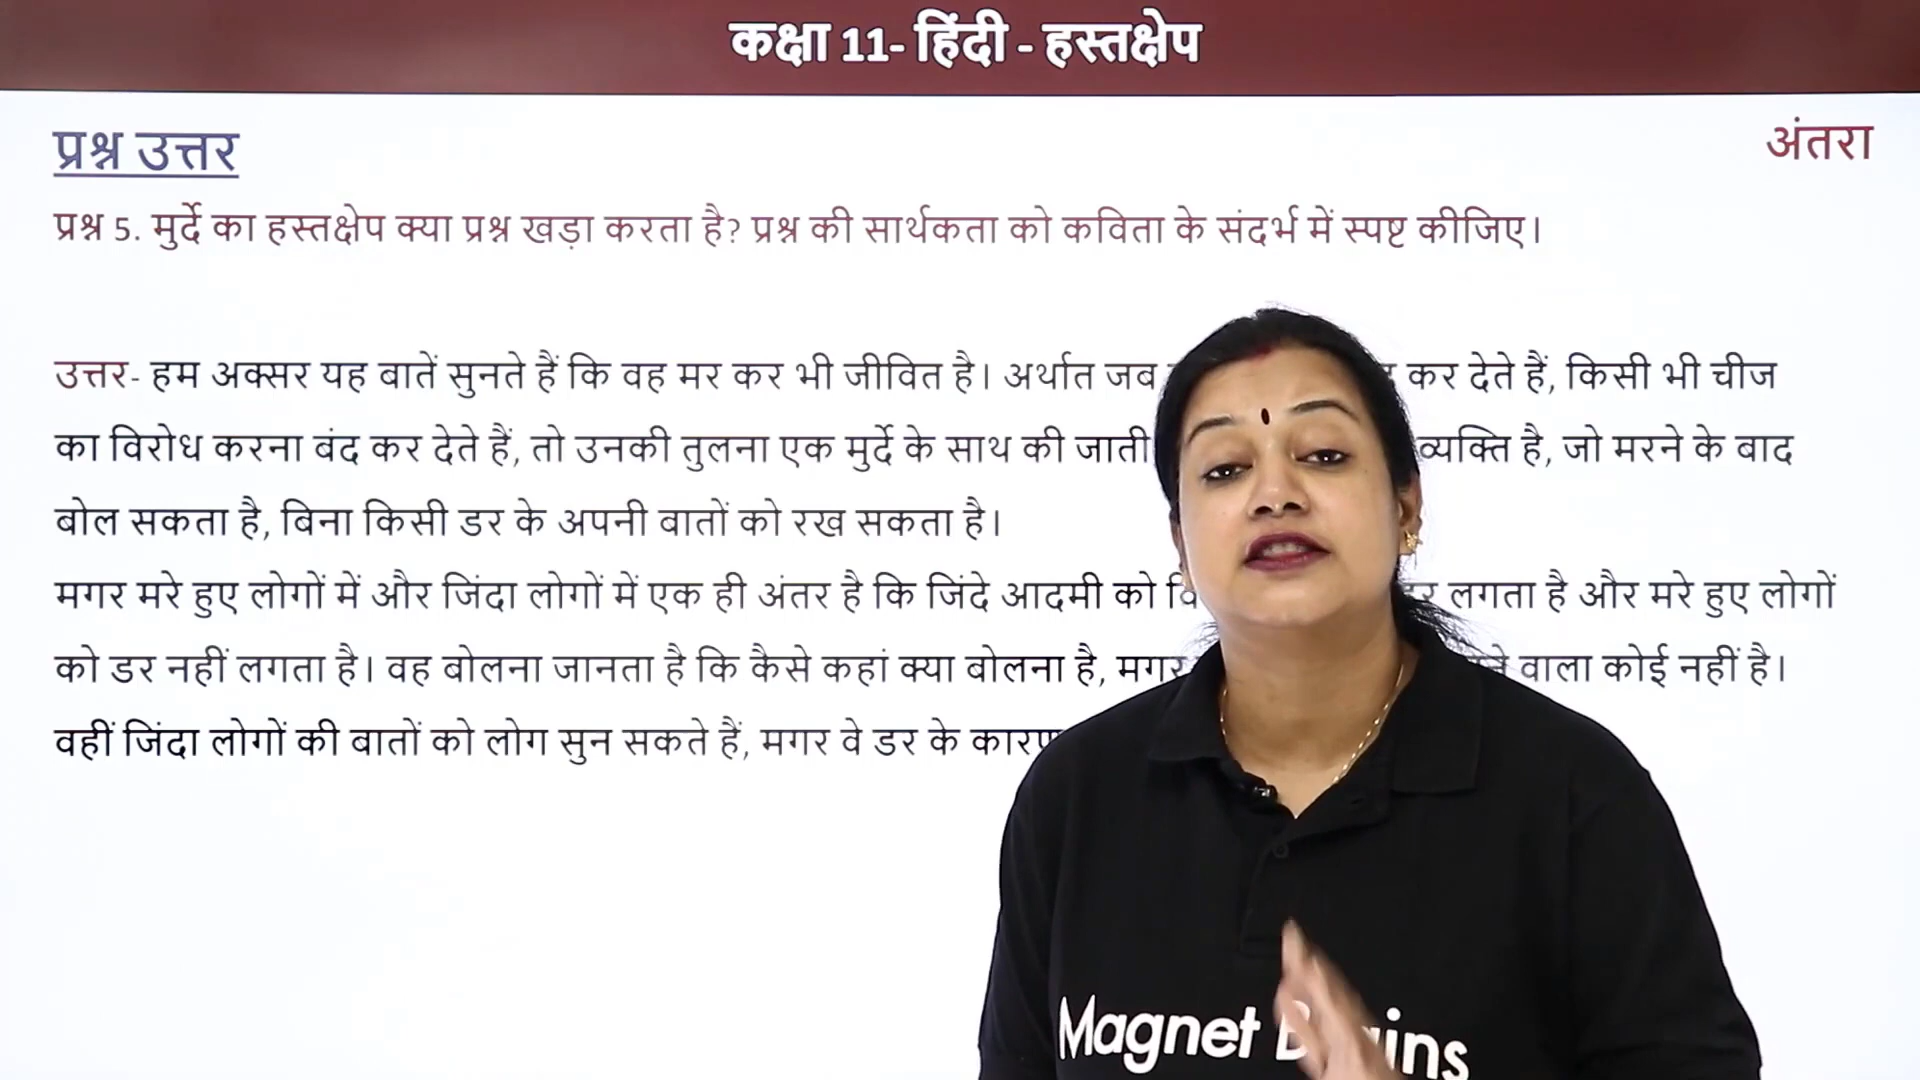 कक्षा 11- हिंदी - हस्तक्षेप
प्रश्न उत्तर
अंतरा
प्रश्न 5. मुर्दे का हस्तक्षेप क्या प्रश्न खड़ा करता है? प्रश्न की सार्थकता को कविता के संदर्भ में स्पष्ट कीजिए।
उत्तर- हम अक्सर यह बातें सुनते हैं कि वह मर कर भी जीवित है। अर्थात जब कर देते हैं, किसी भी चीज
का विरोध करना बंद कर देते हैं, तो उनकी तुलना एक मुर्दे के साथ की जाती व्यक्ति है, जो मरने के बाद
बोल सकता है, बिना किसी डर के अपनी बातों को रख सकता है।
मगर मरे हुए लोगों में और जिंदा लोगों में एक ही अंतर है कि जिंदे आदमी को लगता है और मरे हुए लोगों
को डर नहीं लगता है। वह बोलना जानता है कि कैसे कहां क्या बोलना है, मगर वाला कोई नहीं है।
वहीं जिंदा लोगों की बातों को लोग सुन सकते हैं, मगर वे डर के कारण
Magnet